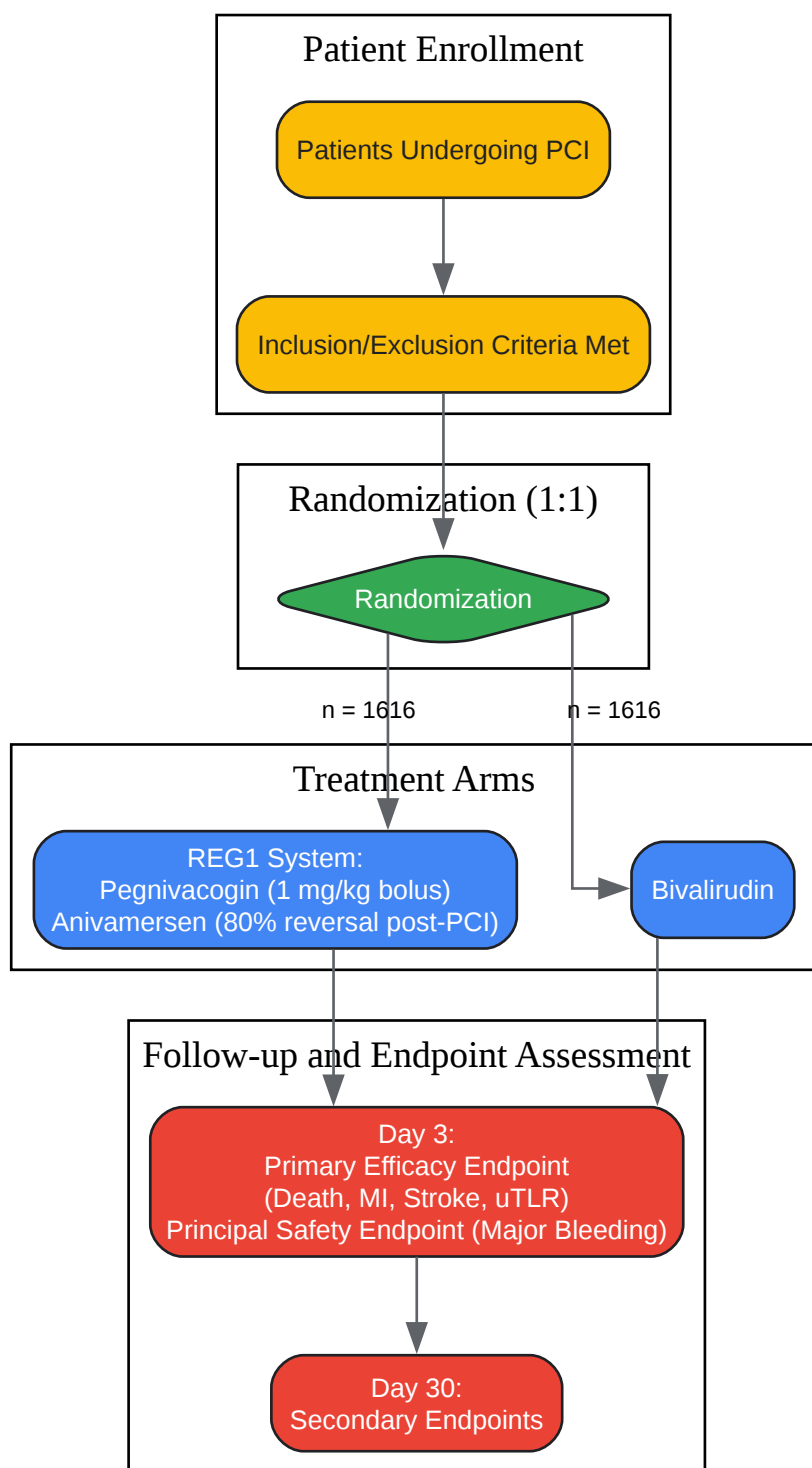 Patient Enrollment
Patients Undergoing PCI
Inclusion/Exclusion Criteria Met
Randomization (1:1)
Randomization
n = 1616
n = 1616
Treatment Arms
REG1 System:
Pegnivacogin (1 mg/kg bolus)
Anivamersen (80% reversal post-PCI)
Bivalirudin
Follow-up and Endpoint Assessment
Day 3:
Primary Efficacy Endpoint
(Death, MI, Stroke, uTLR)
Principal Safety Endpoint (Major Bleeding)
Day 30:
Secondary Endpoints